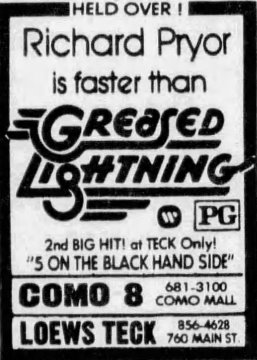 HELD OVER !
Richard Pryor
is faster than
GREASED
LIGHTNING
W PG
2nd BIG HIT! at TECK Only!
"5 ON THE BLACK HAND SIDE"
COMO 8 681-3100
COMO MALL
LOEWS TECK 856-4628
760 MAIN ST.